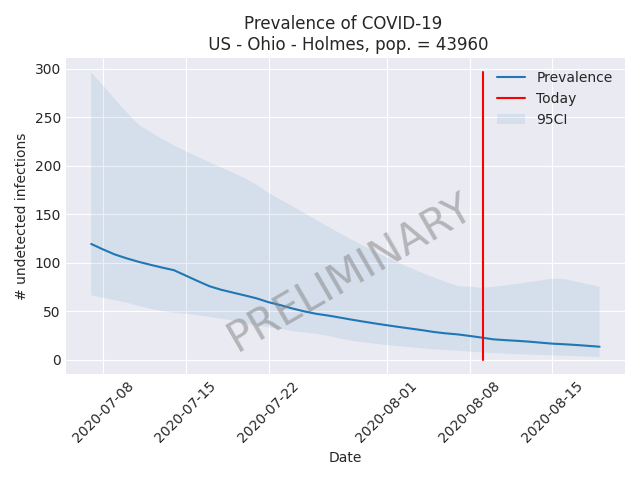 Prevalence of COVID-19
US - Ohio - Holmes, pop. = 43960
300
250
200
150
100
50
0
# undetected infections
Prevalence
Today
95CI
PRELIMINARY
2020-07-08
2020-07-15
2020-07-22
2020-08-01
2020-08-08
2020-08-15
Date